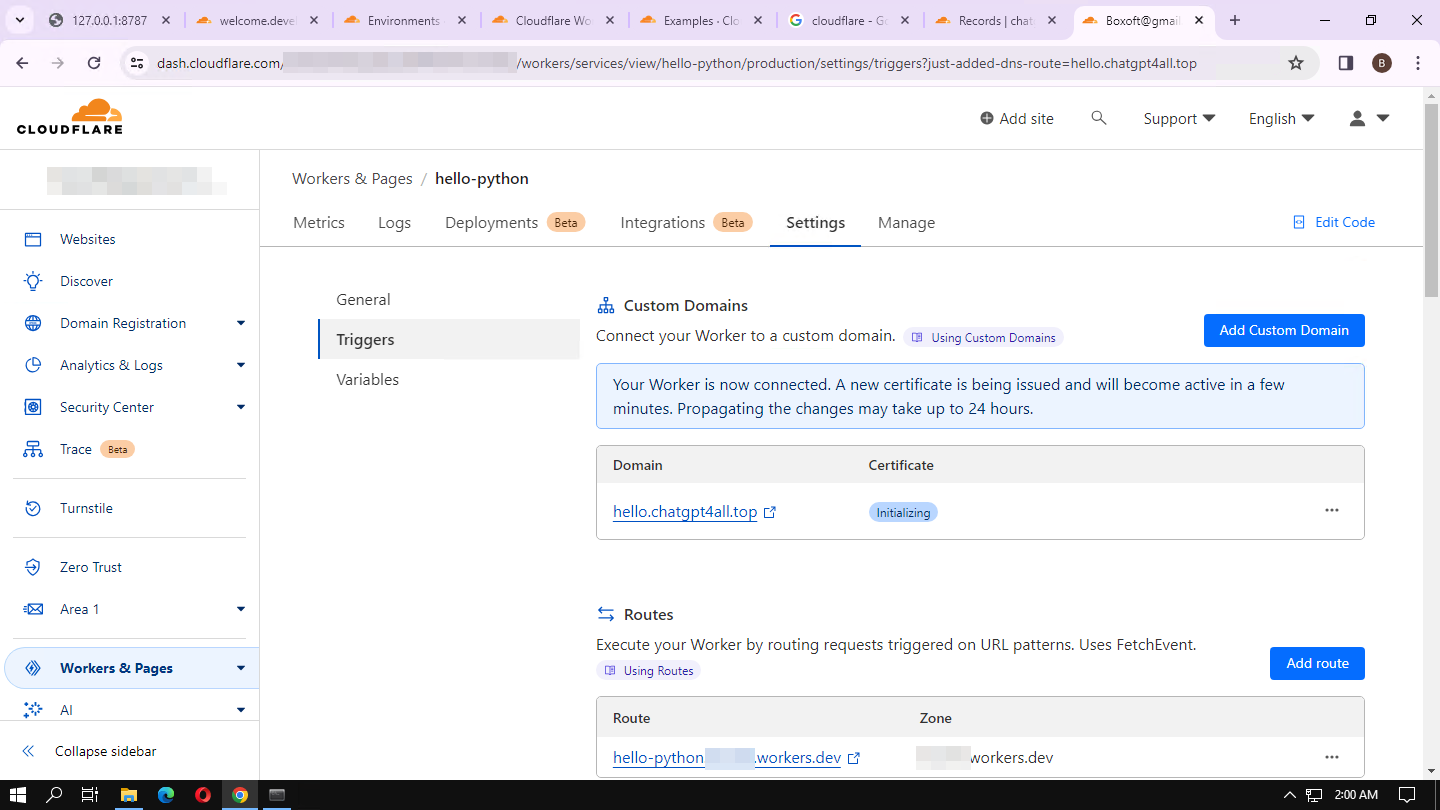 127.0.0.1:8787
welcome.devel
Environments
Cloudflare Wo
Examples · Clo
cloudflare - Go
Records | chat
Boxoft@gmail
dash.cloudflare.com/
/workers/services/view/hello-python/production/settings/triggers?just-added-dns-route=hello.chatgpt4all.top
B
CLOUDFLARE
Add site
Support
English
Websites
Discover
Domain Registration
Analytics & Logs
Security Center
Trace Beta
Turnstile
Zero Trust
Area 1
Workers & Pages
AI
Collapse sidebar
Workers & Pages / hello-python
Metrics
Logs
Deployments Beta
Integrations Beta
Settings
Manage
Edit Code
General
Triggers
Variables
Custom Domains
Connect your Worker to a custom domain.
Using Custom Domains
Add Custom Domain
Your Worker is now connected. A new certificate is being issued and will become active in a few
minutes. Propagating the changes may take up to 24 hours.
Domain
Certificate
hello.chatgpt4all.top
Initializing
Routes
Execute your Worker by routing requests triggered on URL patterns. Uses FetchEvent.
Using Routes
Add route
Route
Zone
hello-python
.workers.dev
workers.dev
2:00 AM